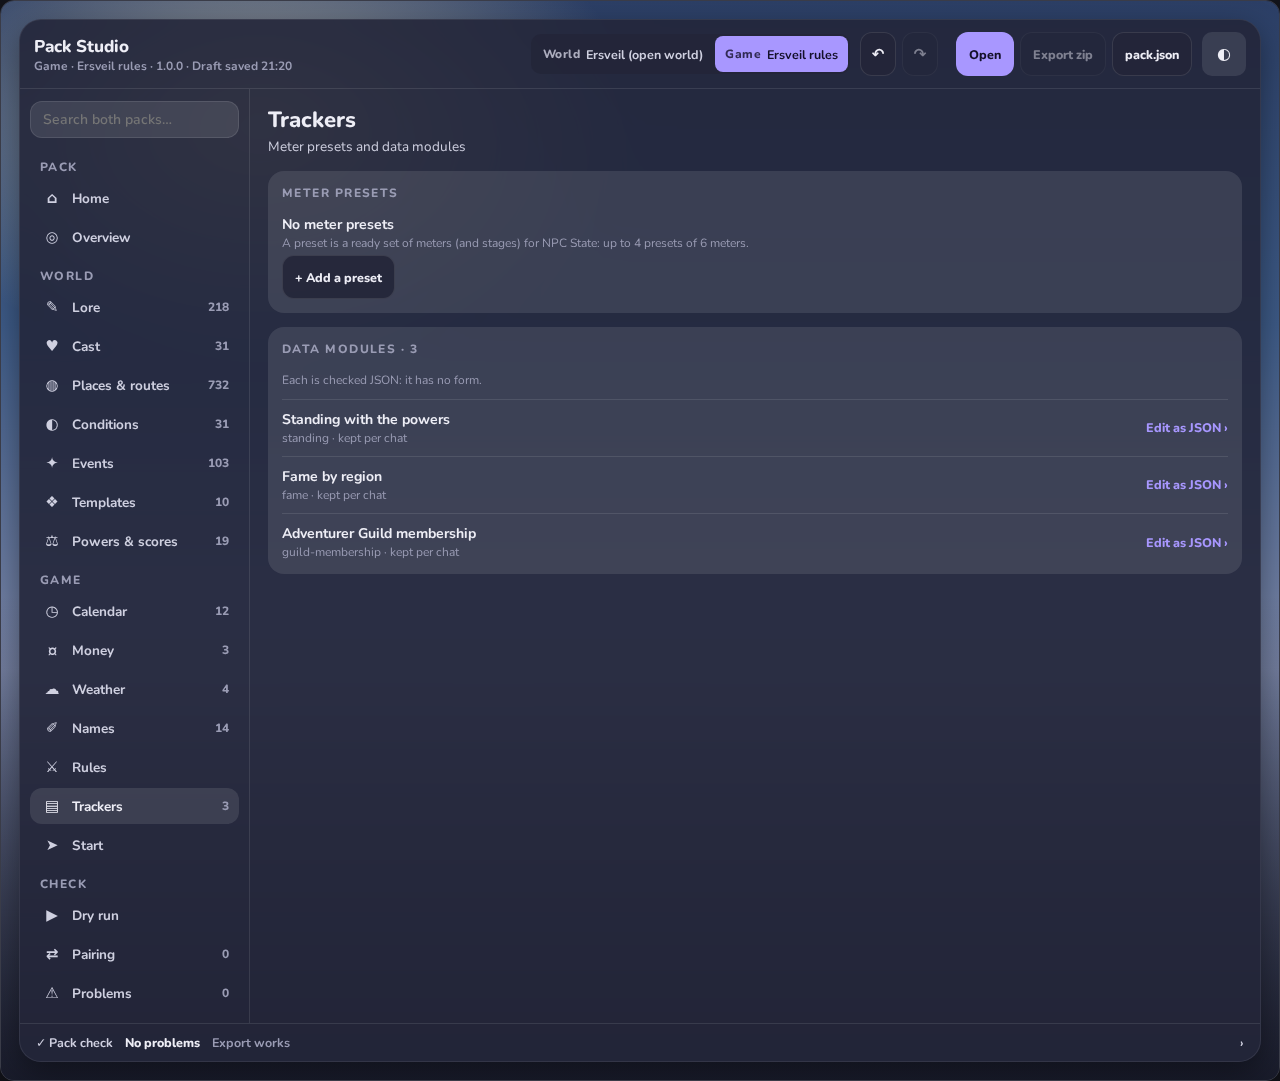 Pack Studio
Game · Ersveil rules · 1.0.0 · Draft saved 21:20
World Ersveil (open world)
Game Ersveil rules
Open
Export zip
pack.json
Search both packs...
PACK
Home
Overview
WORLD
Lore 218
Cast 31
Places & routes 732
Conditions 31
Events 103
Templates 10
Powers & scores 19
GAME
Calendar 12
Money 3
Weather 4
Names 14
Rules
Trackers 3
Start
CHECK
Dry run
Pairing 0
Problems 0
Trackers
Meter presets and data modules
METER PRESETS
No meter presets
A preset is a ready set of meters (and stages) for NPC State: up to 4 presets of 6 meters.
+ Add a preset
DATA MODULES · 3
Each is checked JSON: it has no form.
Standing with the powers
standing · kept per chat
Edit as JSON ›
Fame by region
fame · kept per chat
Edit as JSON ›
Adventurer Guild membership
guild-membership · kept per chat
Edit as JSON ›
✓ Pack check No problems Export works ›